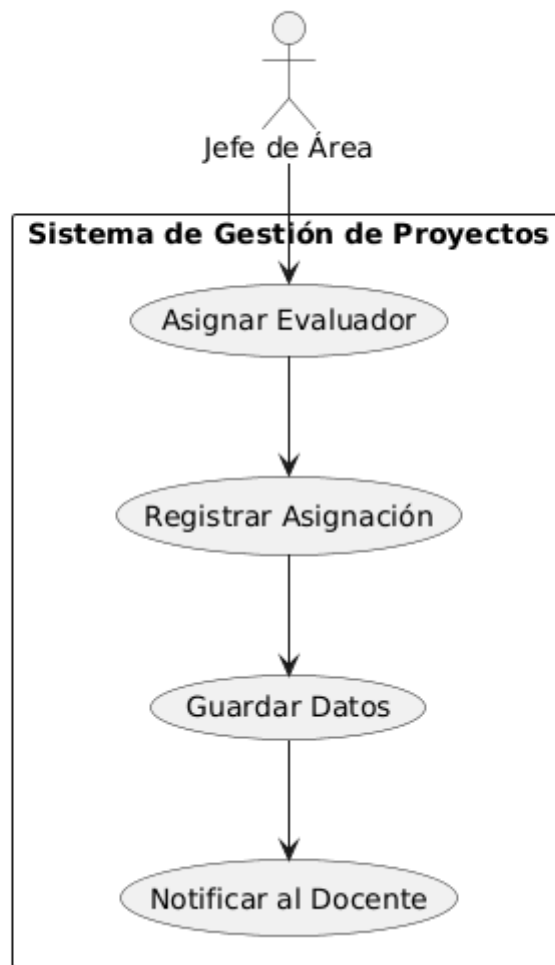 Jefe de Área
Sistema de Gestión de Proyectos
Asignar Evaluador
Registrar Asignación
Guardar Datos
Notificar al Docente